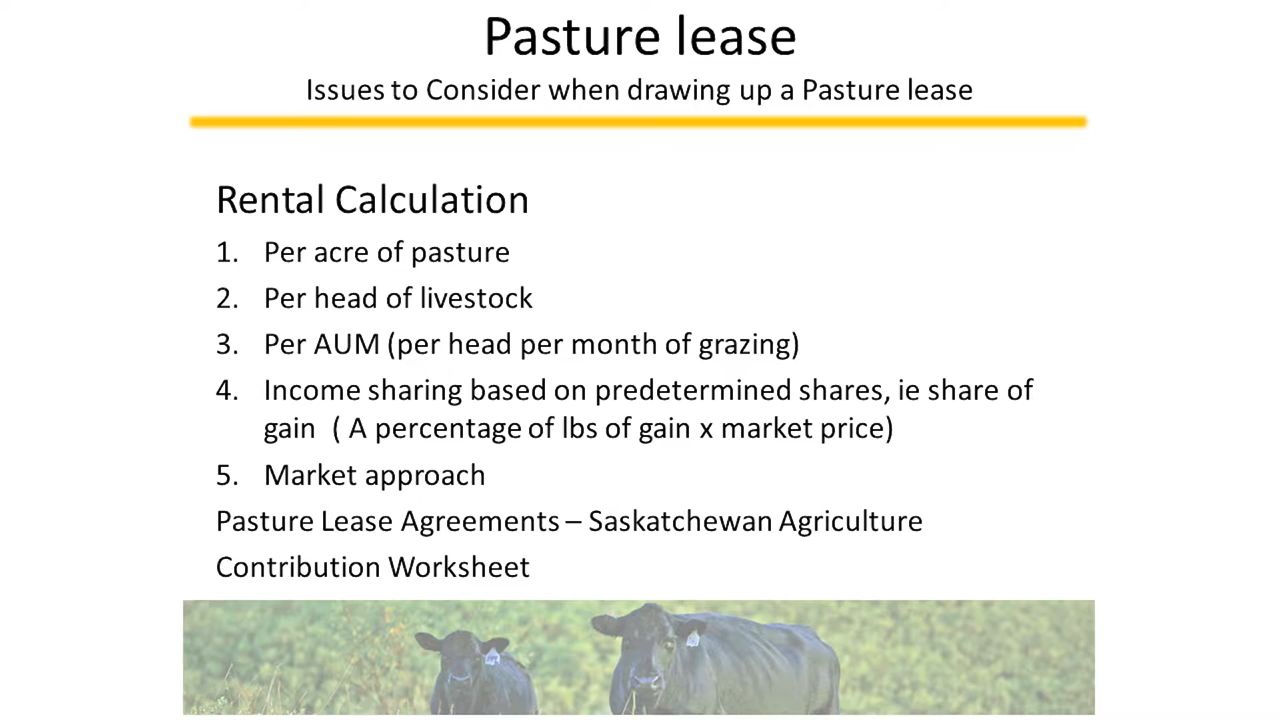 Pasture lease
Issues to Consider when drawing up a Pasture lease
Rental Calculation
1. Per acre of pasture
2. Per head of livestock
3. Per AUM (per head per month of grazing)
4. Income sharing based on predetermined shares, ie share of
gain ( A percentage of lbs of gain x market price)
5. Market approach
Pasture Lease Agreements – Saskatchewan Agriculture
Contribution Worksheet